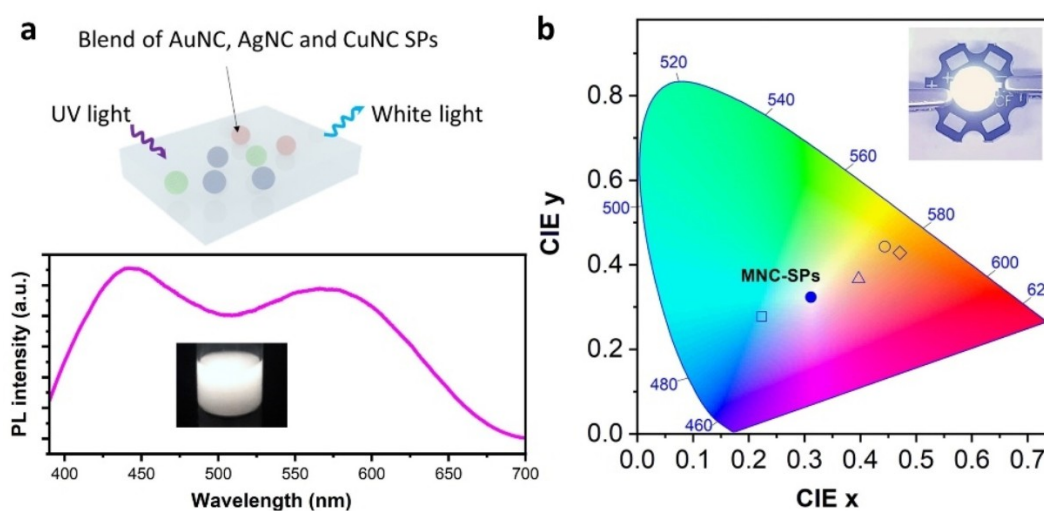 a
Blend of AuNC, AgNC and CuNC SPs
UV light
White light
PL intensity (a.u.)
400 450 500 550 600 650 700
Wavelength (nm)
b
520
540
560
580
600
62
500
480
460
MNC-SPs
CIE y
0.8
0.6
0.4
0.2
0.0
0.0 0.1 0.2 0.3 0.4 0.5 0.6 0.7
CIE x